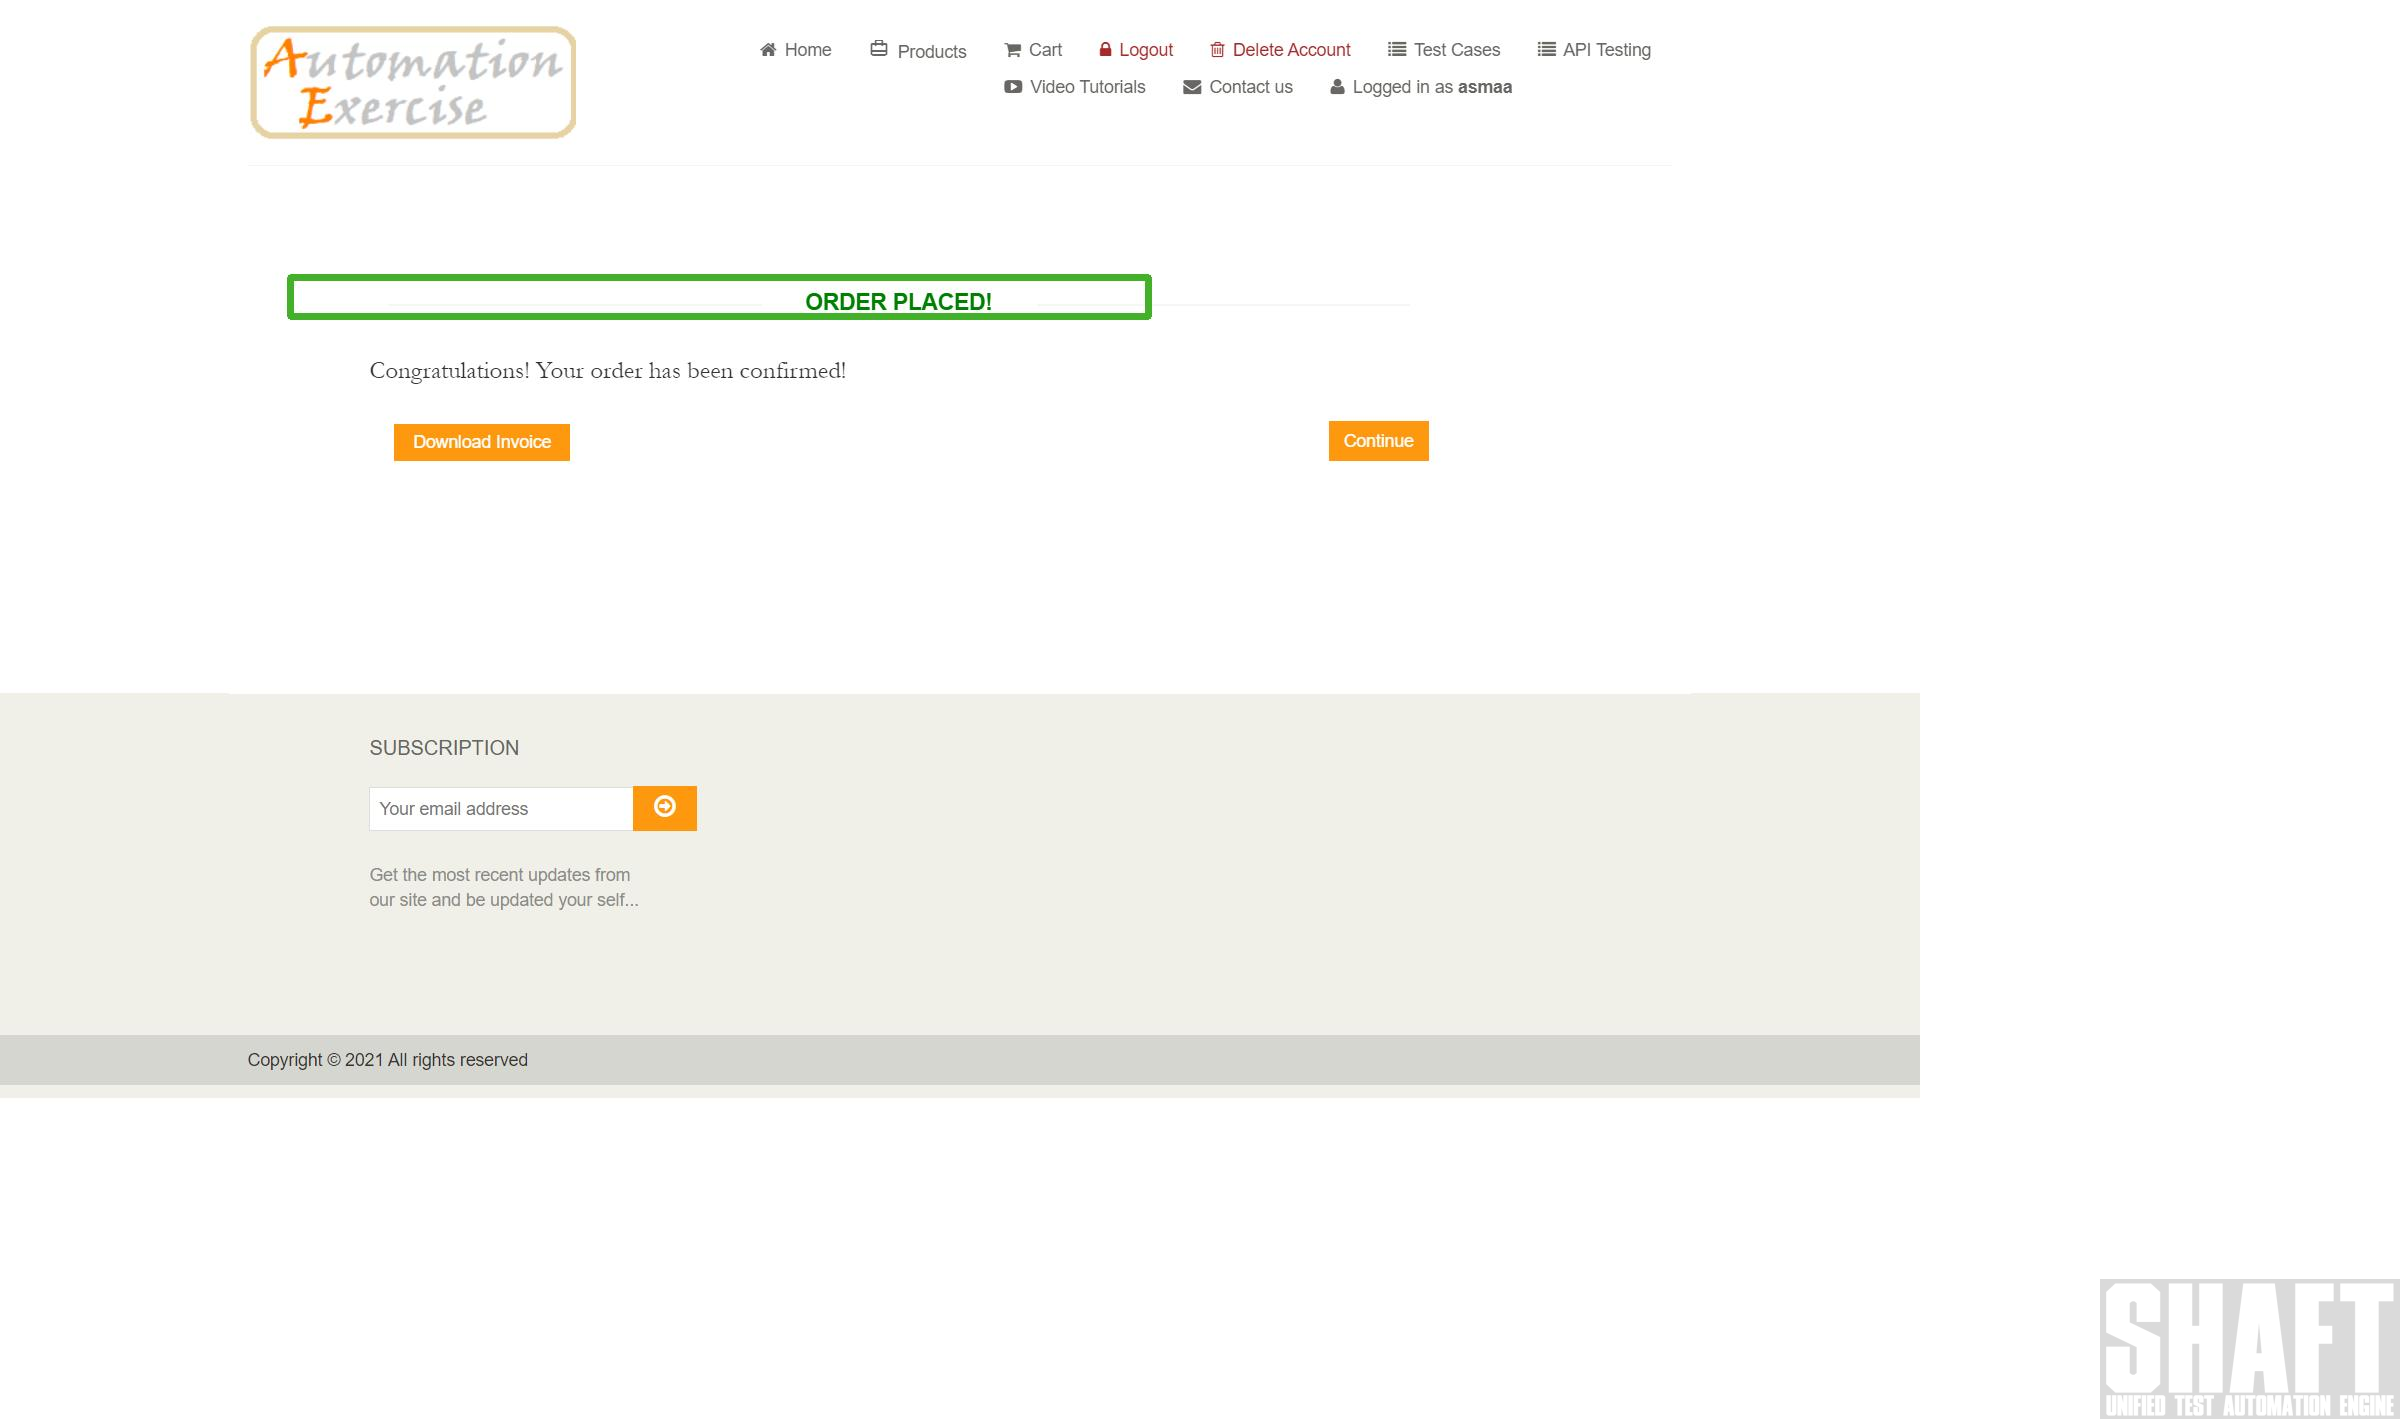 Automation
Exercise
Home
Products
Cart
Logout
Delete Account
Test Cases
API Testing
Video Tutorials
Contact us
Logged in as asmaa
ORDER PLACED!
Congratulations! Your order has been confirmed!
Download Invoice
Continue
SUBSCRIPTION
Your email address
Get the most recent updates from
our site and be updated your self...
Copyright © 2021 All rights reserved
SHAFT
UNIFIED TEST AUTOMATION ENGINE